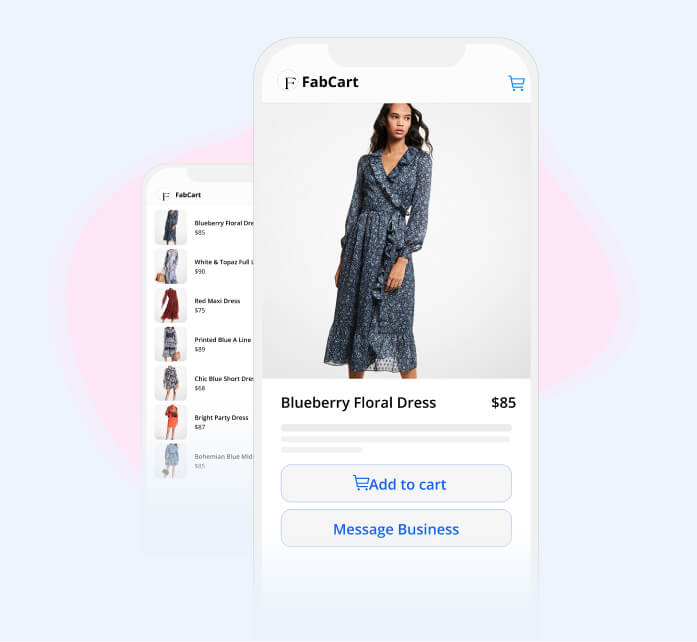 F FabCart
Blueberry Floral Dress $85
Add to cart
Message Business
F FabCart
Blueberry Floral Dre
$85
White & Topaz Full L
$90
Red Maxi Dress
$75
Printed Blue A Line
$89
Chic Blue Short Dres
$68
Bright Party Dress
$87
Bohemian Blue Midi
$85